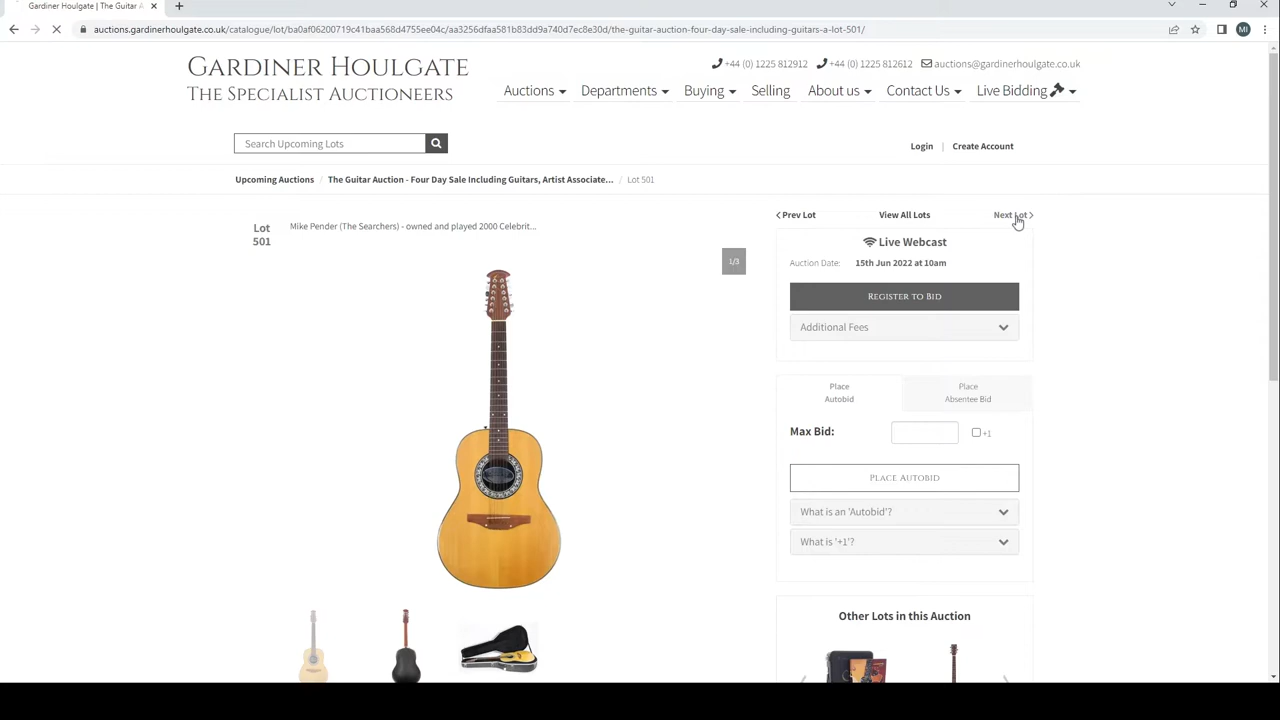 Gardiner Houlgate | The Guitar A
auctions.gardinerhoulgate.co.uk/catalogue/lot/ba0af06200719c41baa568d4755ee04c/aa3256dfaa581b83dd9a740d7ec8e30d/the-guitar-auction-four-day-sale-including-guitars-a-lot-501/
MI
GARDINER HOULGATE
THE SPECIALIST AUCTIONEERS
+44 (0) 1225 812912 +44 (0) 1225 812612 auctions@gardinerhoulgate.co.uk
Auctions Departments Buying Selling About us Contact Us Live Bidding
Search Upcoming Lots
Login | Create Account
Upcoming Auctions / The Guitar Auction - Four Day Sale Including Guitars, Artist Associate... / Lot 501
Lot
501
Mike Pender (The Searchers) - owned and played 2000 Celebrit...
1/3
Prev Lot View All Lots Next Lot
Live Webcast
Auction Date: 15th Jun 2022 at 10am
REGISTER TO BID
Additional Fees
Place
Autobid
Place
Absentee Bid
Max Bid: +1
PLACE AUTOBID
What is an 'Autobid'?
What is '+1'?
Other Lots in this Auction